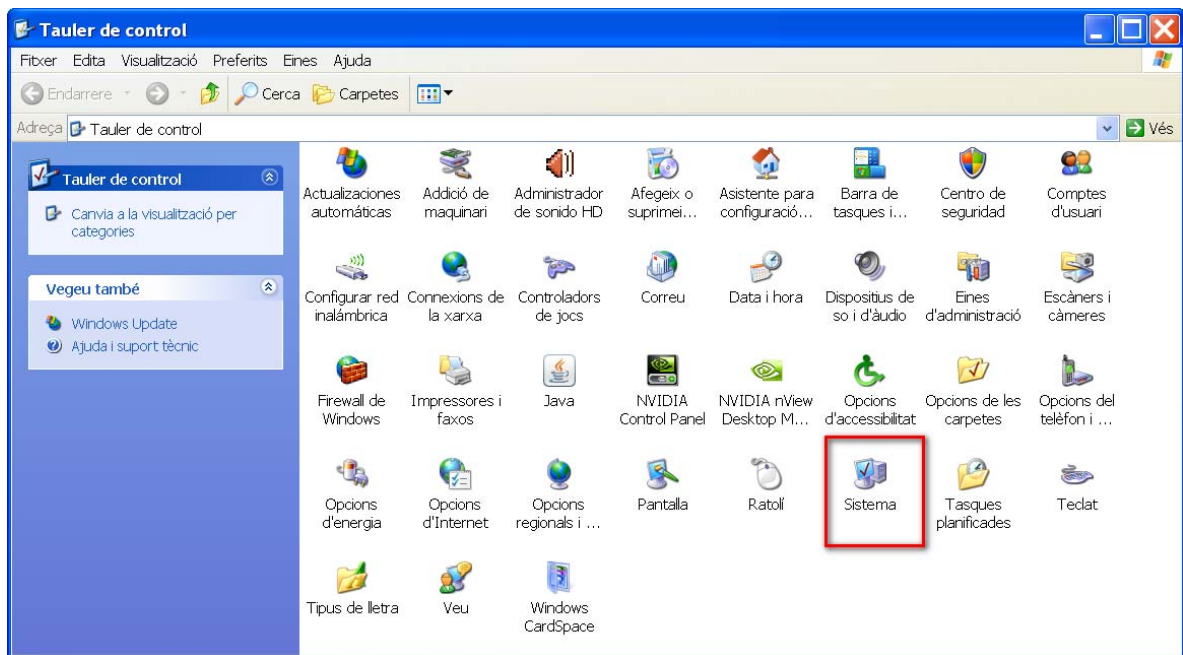 Tauler de control
Fitxer Edita Visualització Preferits Eines Ajuda
Endarrere Cerca Carpetes
Adreça Tauler de control Vés
Tauler de control
Canvia a la visualització per
categories
Vegeu també
Windows Update
Ajuda i suport tècnic
Actualizaciones
automáticas
Addició de
maquinari
Administrador
de sonido HD
Afegeix o
suprimei...
Asistente para
configuració...
Barra de
tasques i...
Centro de
seguridad
Comptes
d'usuari
Configurar red
inalámbrica
Connexions de
la xarxa
Controladors
de jocs
Correu
Data i hora
Dispositius de
so i d'àudio
Eines
d'administració
Escàners i
càmeres
Firewall de
Windows
Impressores i
faxos
Java
NVIDIA
Control Panel
NVIDIA nView
Desktop M...
Opcions
d'accessibilitat
Opcions de les
carpetes
Opcions del
telèfon i ...
Opcions
d'energia
Opcions
d'Internet
Opcions
regionals i ...
Pantalla
Ratolí
Sistema
Tasques
planificades
Teclat
Tipus de lletra
Veu
Windows
CardSpace